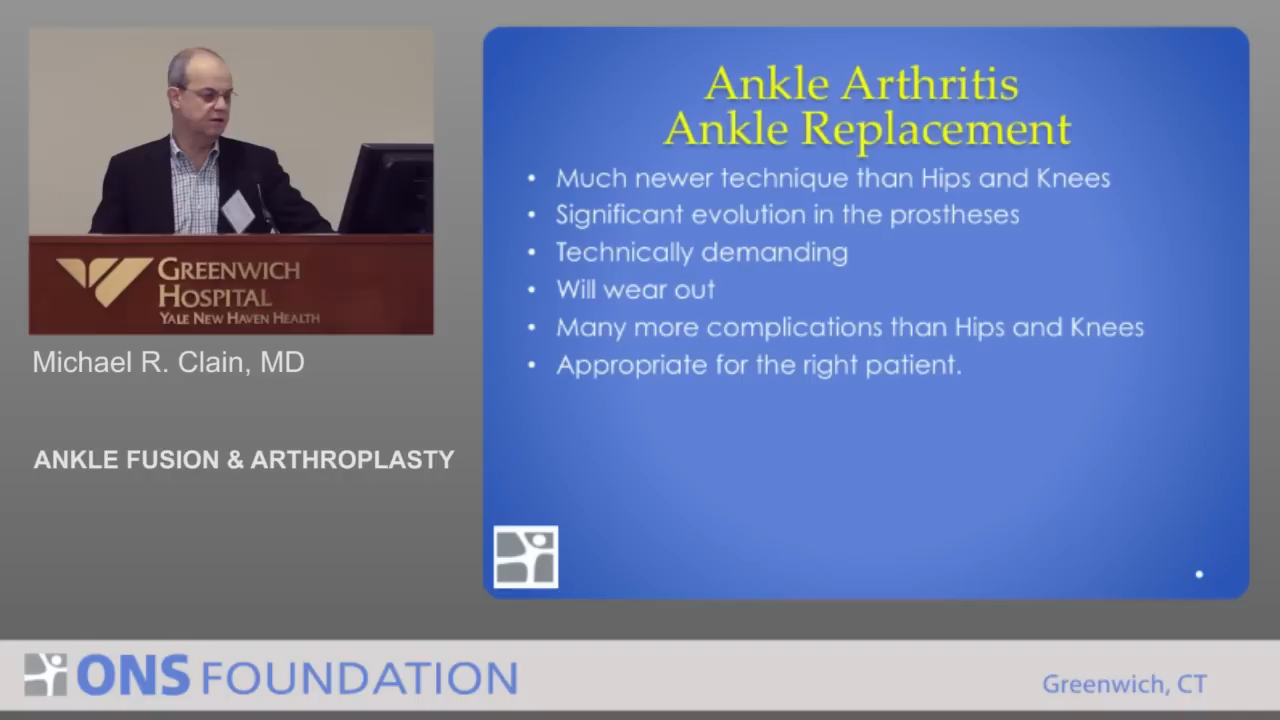 GREENWICH
HOSPITAL
YALE NEW HAVEN HEALTH
Michael R. Clain, MD
ANKLE FUSION & ARTHROPLASTY
Ankle Arthritis
Ankle Replacement
• Much newer technique than Hips and Knees
• Significant evolution in the prostheses
• Technically demanding
• Will wear out
• Many more complications than Hips and Knees
• Appropriate for the right patient.
ONS FOUNDATION
Greenwich, CT